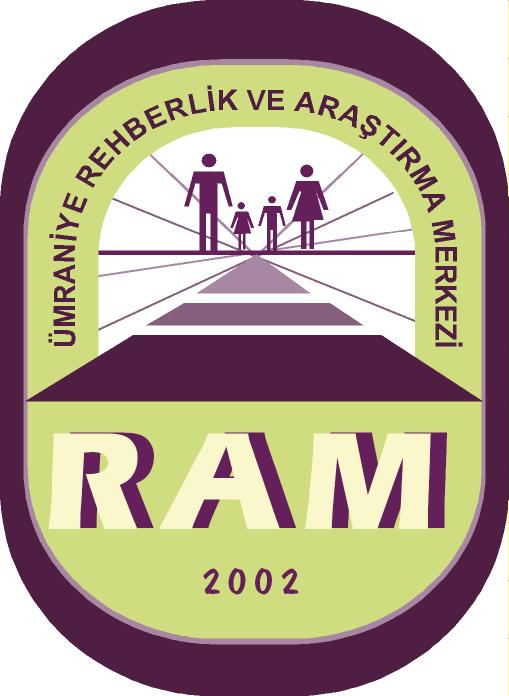 ÜMRANİYE REHBERLİK VE ARAŞTIRMA MERKEZİ
RAM
2002